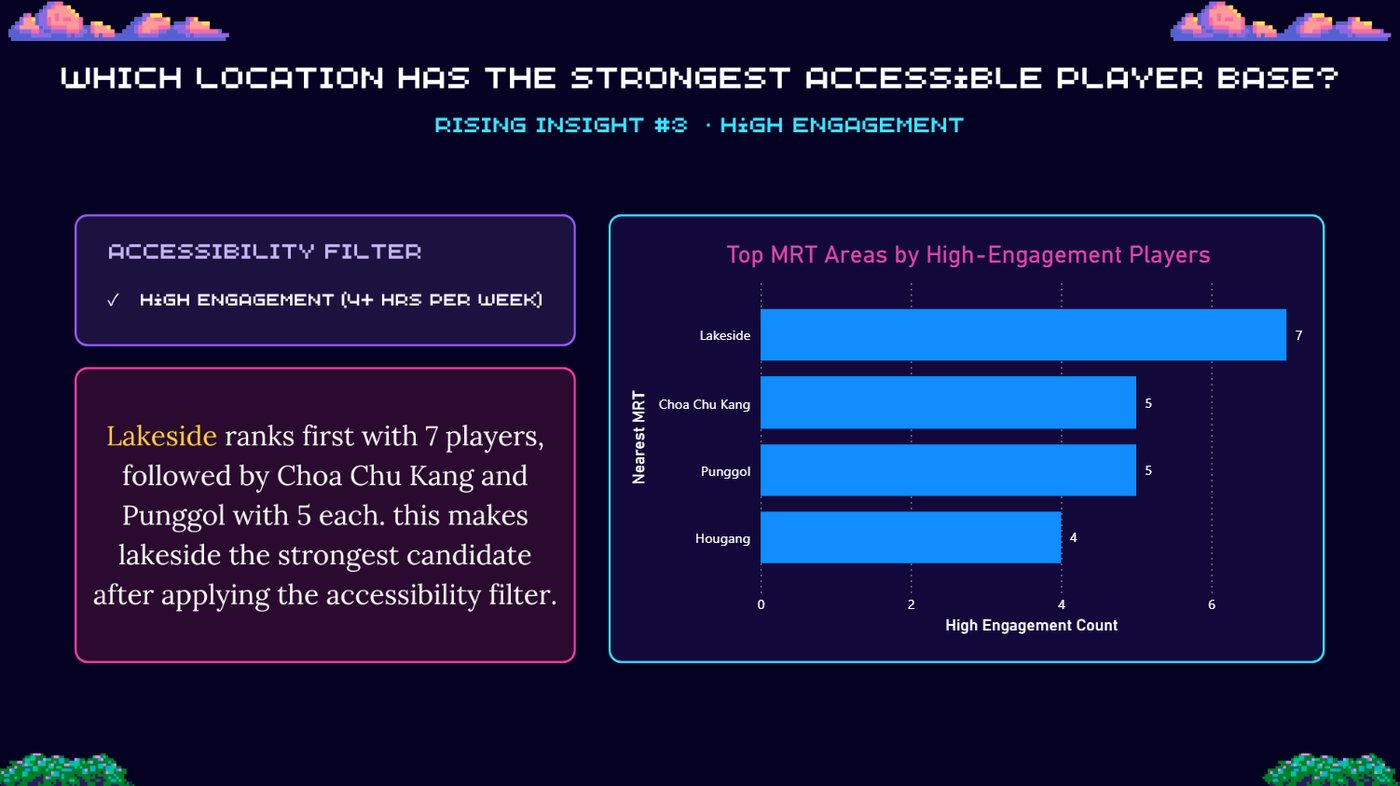 WHICH LOCATION HAS THE STRONGEST ACCESSiBLE PLAYER BASE?
RISING INSIGHT #3 · HiGH ENGAGEMENT
ACCESSIBILITY FILTER
✓ HiGH ENGAGEMENT (4+ HRS PER WEEK)
Lakeside ranks first with 7 players,
followed by Choa Chu Kang and
Punggol with 5 each. this makes
lakeside the strongest candidate
after applying the accessibility filter.
Top MRT Areas by High-Engagement Players
Nearest MRT
Lakeside 7
Choa Chu Kang 5
Punggol 5
Hougang 4
0 2 4 6
High Engagement Count